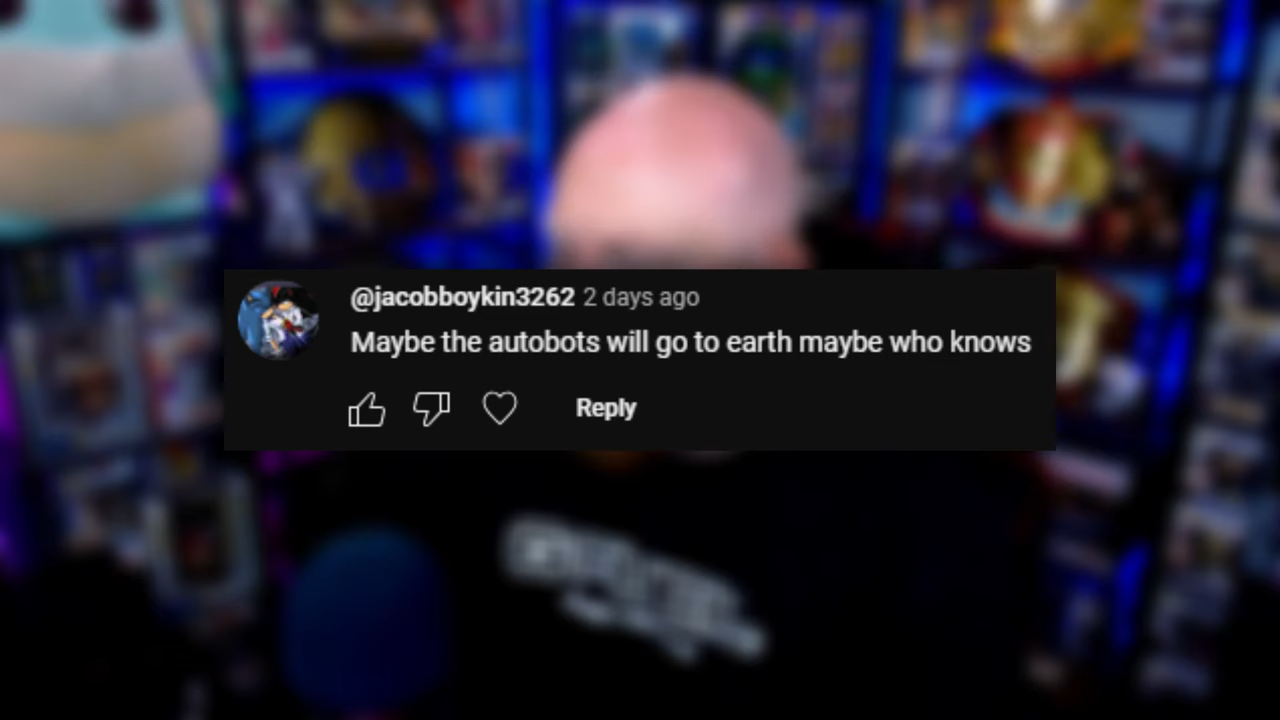 @jacobboykin3262 2 days ago
Maybe the autobots will go to earth maybe who knows
Reply